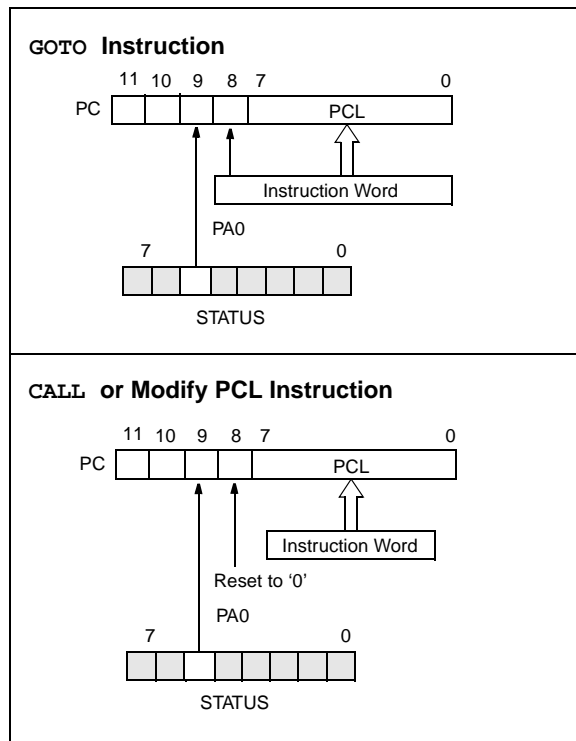 GOTO Instruction
11 10 9 8 7 0
PC PCL
Instruction Word
PA0
7 0
STATUS
CALL or Modify PCL Instruction
11 10 9 8 7 0
PC PCL
Instruction Word
Reset to ‘0’
PA0
7 0
STATUS